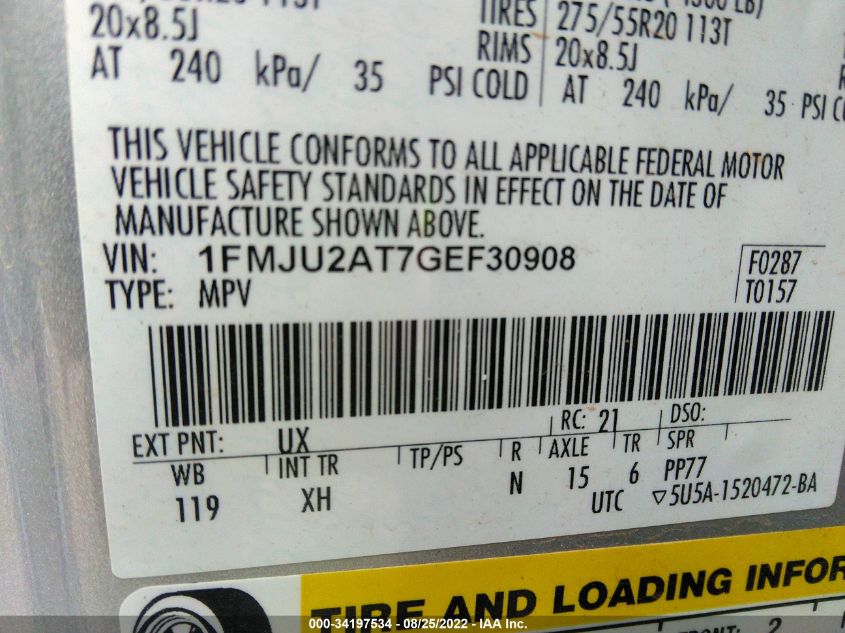 20x8.5J
TIRES 275/55R20 113T
RIMS 20x8.5J
AT 240 kPa/ 35 PSI COLD
AT 240 kPa/ 35 PSI
THIS VEHICLE CONFORMS TO ALL APPLICABLE FEDERAL MOTOR
VEHICLE SAFETY STANDARDS IN EFFECT ON THE DATE OF
MANUFACTURE SHOWN ABOVE.
VIN: 1FMJU2AT7GEF30908
F0287
TYPE: MPV
T0157
RC: 21 DSO:
EXT PNT: UX
WB INT TR TP/PS R AXLE TR SPR
119 XH N 15 6 PP77
UTC ▽5U5A-1520472-BA
TIRE AND LOADING
000-34197534 - 08/25/2022 - IAA Inc.